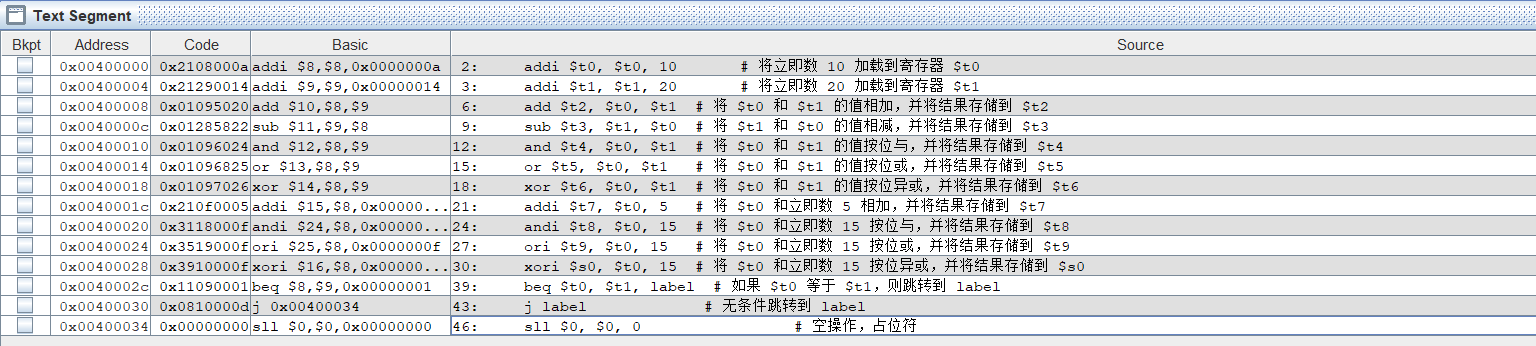 Text Segment
Bkpt Address Code Basic Source
0x00400000 0x2108000a addi $8,$8,0x0000000a 2: addi $t0, $t0, 10 # 将立即数 10 加载到寄存器 $t0
0x00400004 0x21290014 addi $9,$9,0x00000014 3: addi $t1, $t1, 20 # 将立即数 20 加载到寄存器 $t1
0x00400008 0x01095020 add $10,$8,$9 6: add $t2, $t0, $t1 # 将 $t0 和 $t1 的值相加，并将结果存储到 $t2
0x0040000c 0x01285822 sub $11,$9,$8 9: sub $t3, $t1, $t0 # 将 $t1 和 $t0 的值相减，并将结果存储到 $t3
0x00400010 0x01096024 and $12,$8,$9 12: and $t4, $t0, $t1 # 将 $t0 和 $t1 的值按位与，并将结果存储到 $t4
0x00400014 0x01096825 or $13,$8,$9 15: or $t5, $t0, $t1 # 将 $t0 和 $t1 的值按位或，并将结果存储到 $t5
0x00400018 0x01097026 xor $14,$8,$9 18: xor $t6, $t0, $t1 # 将 $t0 和 $t1 的值按位异或，并将结果存储到 $t6
0x0040001c 0x210f0005 addi $15,$8,0x00000... 21: addi $t7, $t0, 5 # 将 $t0 和立即数 5 相加，并将结果存储到 $t7
0x00400020 0x3118000f andi $24,$8,0x00000... 24: andi $t8, $t0, 15 # 将 $t0 和立即数 15 按位与，并将结果存储到 $t8
0x00400024 0x3519000f ori $25,$8,0x0000000f 27: ori $t9, $t0, 15 # 将 $t0 和立即数 15 按位或，并将结果存储到 $t9
0x00400028 0x3910000f xori $16,$8,0x00000... 30: xori $s0, $t0, 15 # 将 $t0 和立即数 15 按位异或，并将结果存储到 $s0
0x0040002c 0x11090001 beq $8,$9,0x00000001 39: beq $t0, $t1, label # 如果 $t0 等于 $t1，则跳转到 label
0x00400030 0x0810000d j 0x00400034 43: j label # 无条件跳转到 label
0x00400034 0x00000000 sll $0,$0,0x00000000 46: sll $0, $0, 0 # 空操作，占位符